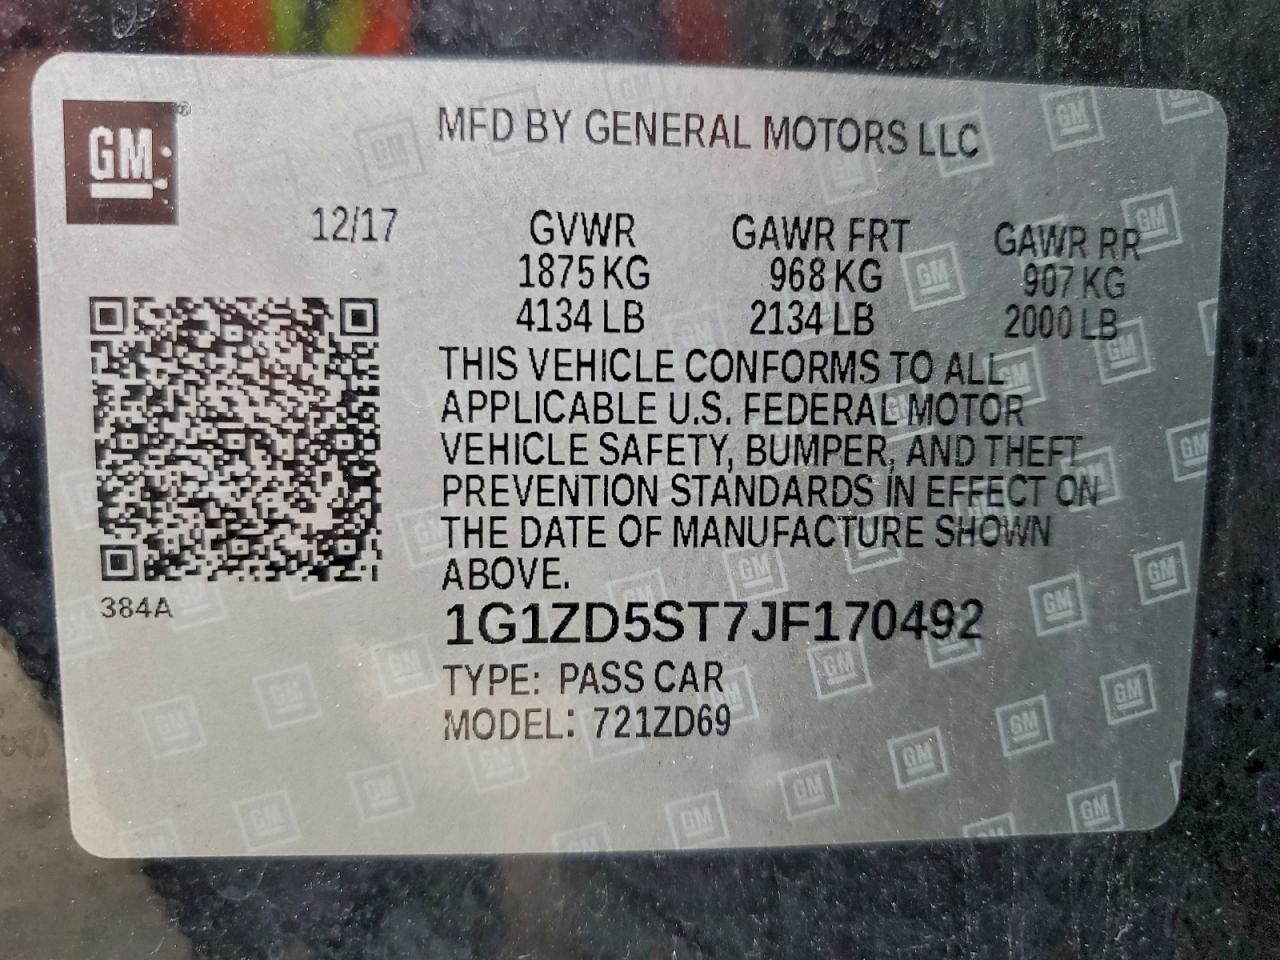 GM®
MFD BY GENERAL MOTORS LLC
12/17
GVWR GAWR FRT GAWR RR
1875 KG 968 KG 907 KG
4134 LB 2134 LB 2000 LB
THIS VEHICLE CONFORMS TO ALL
APPLICABLE U.S. FEDERAL MOTOR
VEHICLE SAFETY, BUMPER, AND THEFT
PREVENTION STANDARDS IN EFFECT ON
THE DATE OF MANUFACTURE SHOWN
ABOVE.
384A
1G1ZD5ST7JF170492
TYPE: PASS CAR
MODEL: 721ZD69